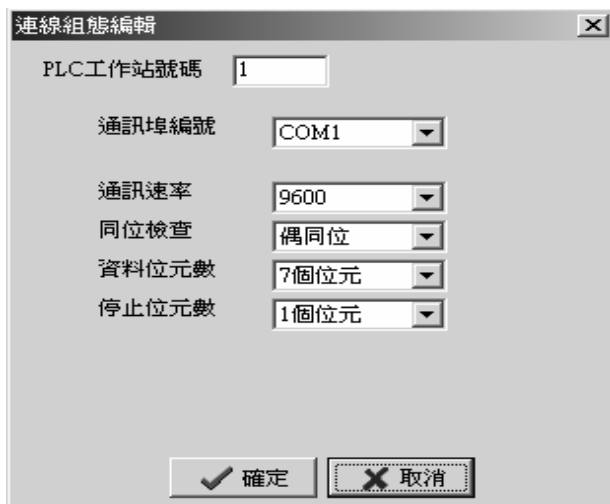 連線組態編輯
PLC工作站號碼 1
通訊埠編號 COM1
通訊速率 9600
同位檢查 偶同位
資料位元數 7個位元
停止位元數 1個位元
確定 取消